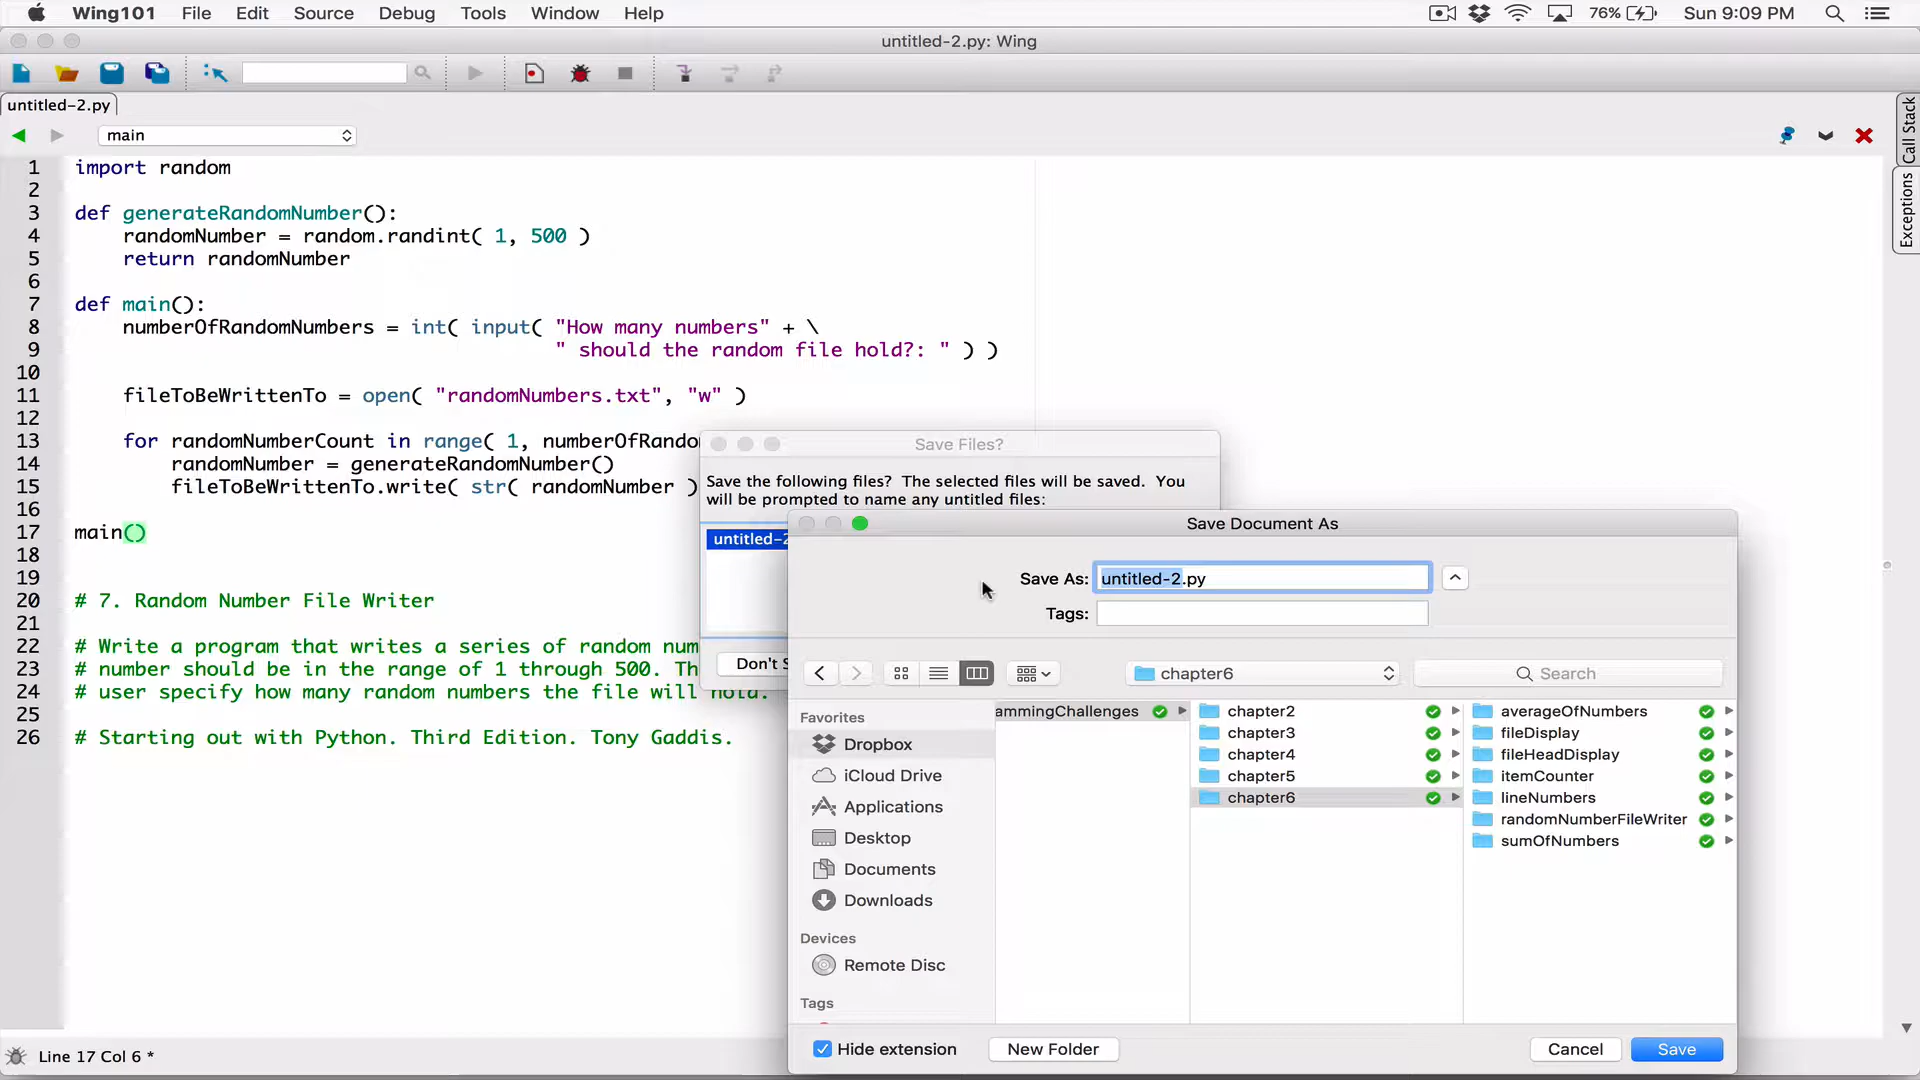 Wing101 File Edit Source Debug Tools Window Help 76% Sun 9:09 PM
untitled-2.py: Wing
untitled-2.py
main
Call Stack
Exceptions
1 import random
2
3 def generateRandomNumber():
4 randomNumber = random.randint( 1, 500 )
5 return randomNumber
6
7 def main():
8 numberOfRandomNumbers = int( input( "How many numbers" + \
9 " should the random file hold?: " ) )
10
11 fileToBeWrittenTo = open( "randomNumbers.txt", "w" )
12
13 for randomNumberCount in range( 1, numberOfRando
14 randomNumber = generateRandomNumber()
15 fileToBeWrittenTo.write( str( randomNumber )
16
17 main()
18
19
20 # 7. Random Number File Writer
21
22 # Write a program that writes a series of random num
23 # number should be in the range of 1 through 500. Th
24 # user specify how many random numbers the file will hold.
25
26 # Starting out with Python. Third Edition. Tony Gaddis.
Line 17 Col 6 *
Save Files?
Save the following files? The selected files will be saved. You
will be prompted to name any untitled files:
untitled-2
Don't S
Save Document As
Save As: untitled-2.py
Tags:
chapter6
Search
Favorites
Dropbox
iCloud Drive
Applications
Desktop
Documents
Downloads
Devices
Remote Disc
Tags
ammingChallenges
chapter2
chapter3
chapter4
chapter5
chapter6
averageOfNumbers
fileDisplay
fileHeadDisplay
itemCounter
lineNumbers
randomNumberFileWriter
sumOfNumbers
Hide extension
New Folder
Cancel
Save